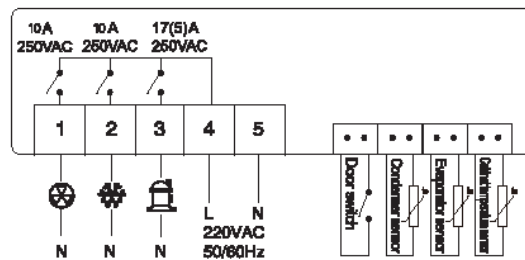 10A 10A 17(5)A
250VAC 250VAC 250VAC
1 2 3 4 5
L N
N N N 220VAC
50/60Hz
Door switch
Condenser sensor
Evaporator sensor